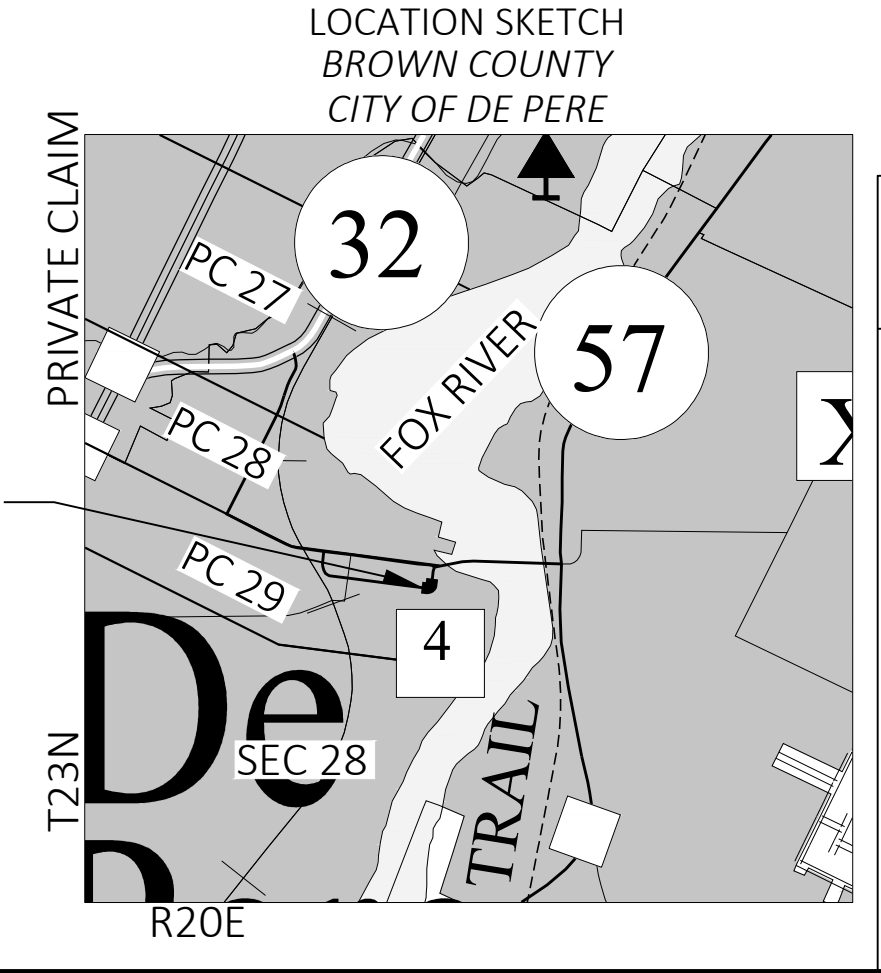 LOCATION SKETCH
BROWN COUNTY
CITY OF DE PERE
PRIVATE CLAIM
32
PC 27
57
FOX RIVER
X
PC 28
PC 29
4
De
SEC 28
T23N
TRAIL
R20E